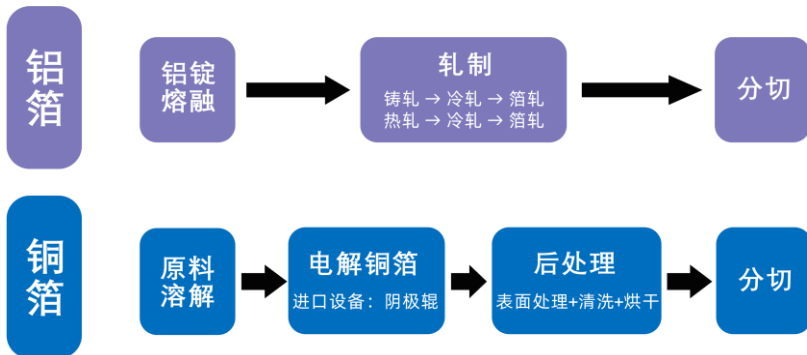 铝箔
铝锭
熔融
轧制
铸轧 → 冷轧 → 箔轧
热轧 → 冷轧 → 箔轧
分切
铜箔
原料
溶解
电解铜箔
进口设备：阴极辊
后处理
表面处理+清洗+烘干
分切